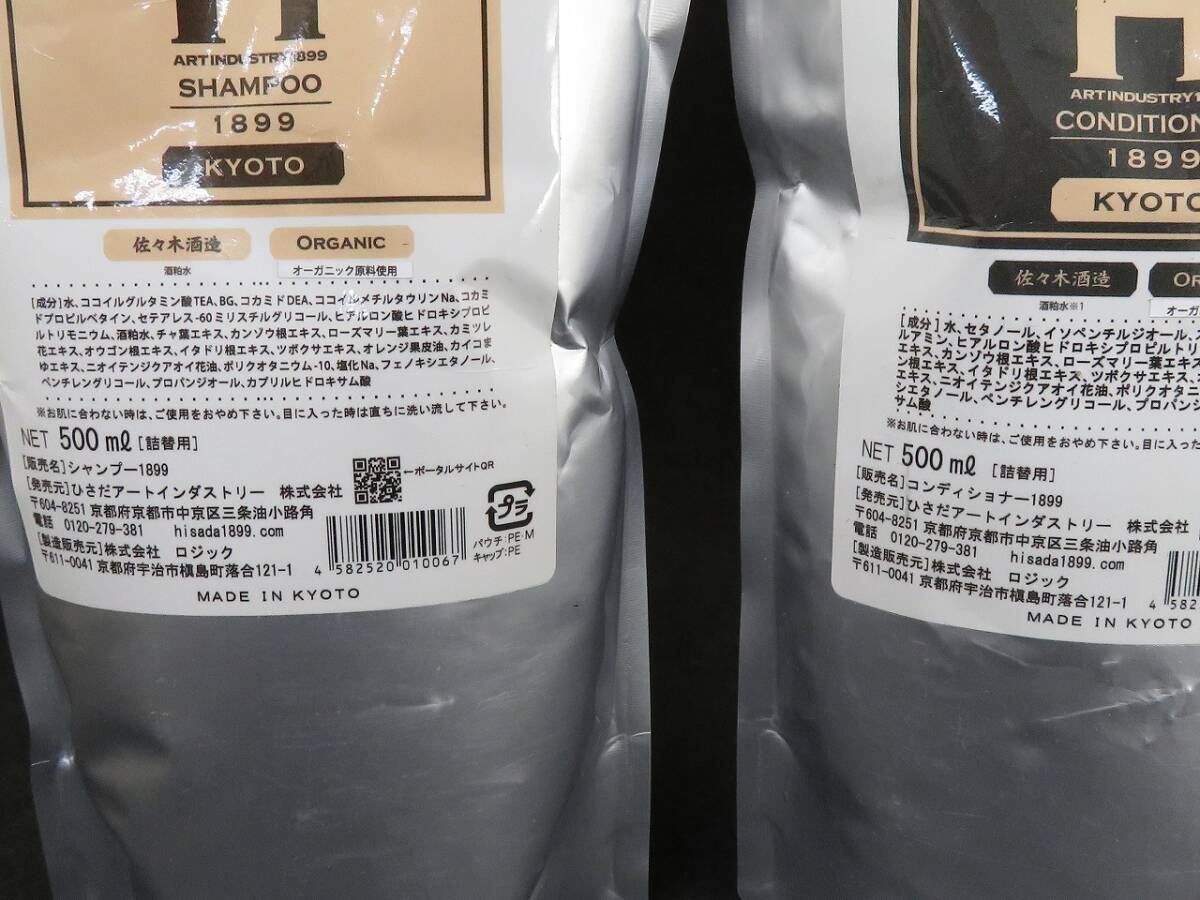 ARTINDUSTRY1899
SHAMPOO
1899
KYOTO
佐々木酒造
ORGANIC
酒粕水
オーガニック原料使用
[成分]水、ココイルグルタミン酸TEA、BG、コカミドDEA、ココイルメチルタウリンNa、コカミ
ドプロピルベタイン、セテアレス-60ミリスチルグリコール、ヒアルロン酸ヒドロキシプロピ
ルトリモニウム、酒粕水、チャ葉エキス、カンゾウ根エキス、ローズマリー葉エキス、カミツレ
花エキス、オウゴン根エキス、イタドリ根エキス、ツボクサエキス、オレンジ果皮油、カイコま
ゆエキス、ニオイテンジクアオイ花油、ポリクオタニウム-10、塩化Na、フェノキシエタノール、
ペンチレングリコール、プロパンジオール、カプリルヒドロキサム酸
※お肌に合わない時は、ご使用をおやめ下さい。目に入った時は直ちに洗い流して下さい。
NET 500 mℓ [詰替用]
[販売名]シャンプー1899
←ポータルサイトQR
[発売元]ひさだアートインダストリー 株式会社
〒604-8251 京都府京都市中京区三条油小路角
電話 0120-279-381 hisada1899.com
[製造販売元]株式会社 ロジック
〒611-0041 京都府宇治市槇島町落合121-1
4 582520 010067
プラ
パウチ:PE・M
キャップ:PE
MADE IN KYOTO
ARTINDUSTRY1
CONDITION
1899
KYOTO
佐々木酒造
OR
酒粕水※1
オーガ
[成分] 水、セタノール、イソペンチルジオール、
ルアミン、ヒアルロン酸ヒドロキシプロピルトリ
エキス、カンゾウ根エキス、ローズマリー葉エキス
ン根エキス、イタドリ根エキス、ツボクサエキス、
エキス、ニオイテンジクアオイ花油、ポリクオタニ
シエタノール、ペンチレングリコール、プロパンジ
サム酸
※お肌に合わない時は、ご使用をおやめ下さい。目に入った
NET 500 mℓ [詰替用]
[販売名]コンディショナー1899
[発売元]ひさだアートインダストリー 株式会社
〒604-8251 京都府京都市中京区三条油小路角
電話 0120-279-381 hisada1899.com
[製造販売元]株式会社 ロジック
〒611-0041 京都府宇治市槇島町落合121-1
4 582
MADE IN KYOTO